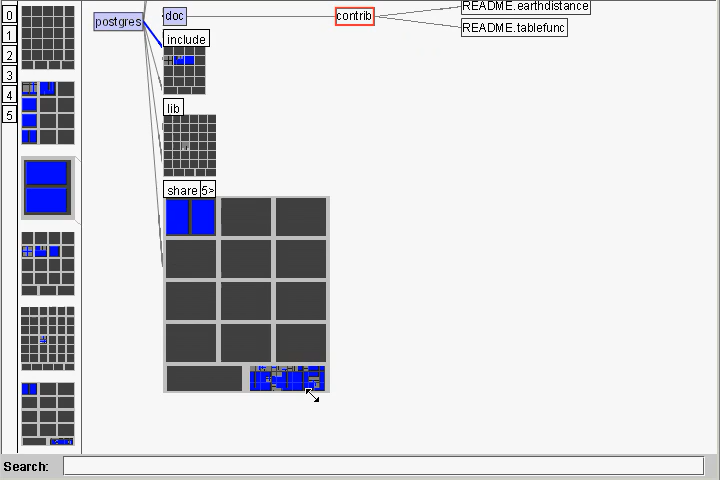 0
1
2
3
4
5
postgres
doc
contrib
README.earthdistance
README.tablefunc
include
lib
share 5>
Search: